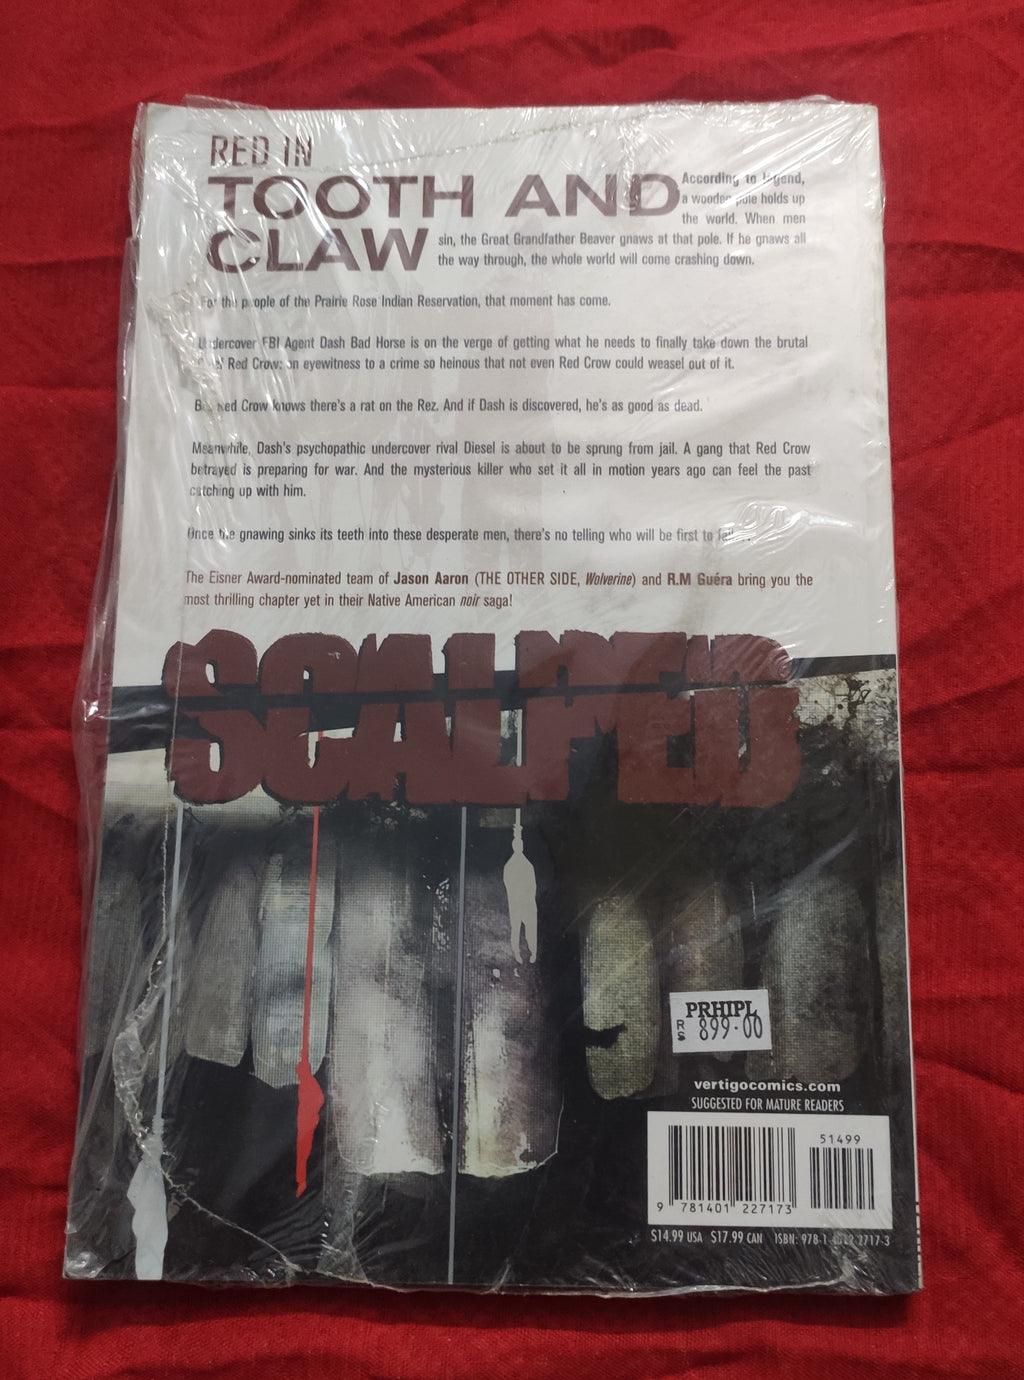 RED IN
TOOTH AND
CLAW
According to legend,
a wooden pole holds up
the world. When men
sin, the Great Grandfather Beaver gnaws at that pole. If he gnaws all
the way through, the whole world will come crashing down.
For the people of the Prairie Rose Indian Reservation, that moment has come.
Undercover FBI Agent Dash Bad Horse is on the verge of getting what he needs to finally take down the brutal
Red Crow: an eyewitness to a crime so heinous that not even Red Crow could weasel out of it.
But Red Crow knows there's a rat on the Rez. And if Dash is discovered, he's as good as dead.
Meanwhile, Dash's psychopathic undercover rival Diesel is about to be sprung from jail. A gang that Red Crow
betrayed is preparing for war. And the mysterious killer who set it all in motion years ago can feel the past
catching up with him.
Once the gnawing sinks its teeth into these desperate men, there's no telling who will be first to fall...
The Eisner Award-nominated team of Jason Aaron (THE OTHER SIDE, Wolverine) and R.M Guéra bring you the
most thrilling chapter yet in their Native American noir saga!
SCALPED
PRHIPL
RS 899·00
vertigocomics.com
SUGGESTED FOR MATURE READERS
51499
9 781401 227173
$14.99 USA $17.99 CAN ISBN: 978-1-4012-2717-3